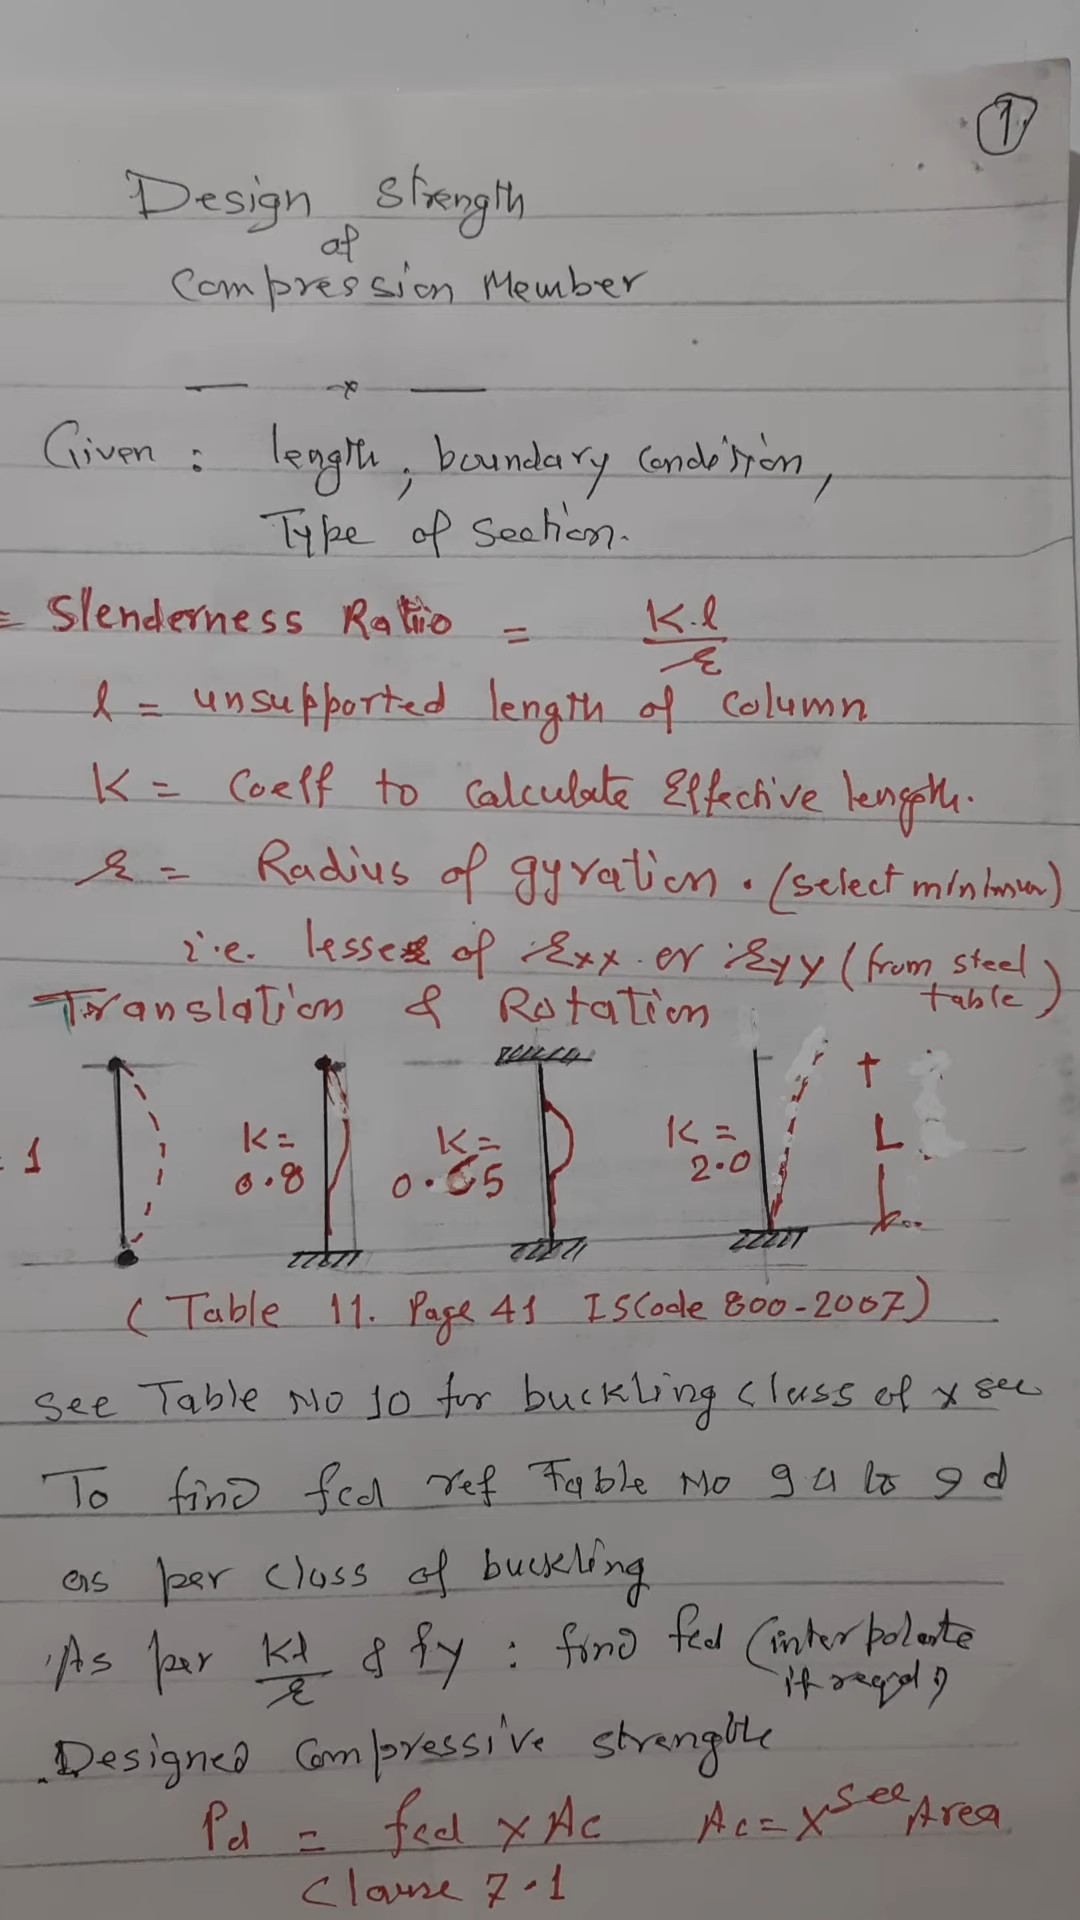 1
Design Strength
of
Compression Member
— x —
Given : length, boundary condition,
Type of Section.
= Slenderness Ratio = K.l / r
l = unsupported length of column
K = Coeff to calculate Effective length.
r = Radius of gyration. (select minimum)
i.e. lesser of rxx or ryy (from steel table)
Translation & Rotation
= 1 K = 0.8 K = 0.65 K = 2.0 + L
L
(Table 11. Page 41 IS Code 800-2007)
See Table No 10 for buckling class of x sec
To find fcd ref Table No 9a to 9d
as per class of buckling
As per Kl / r & fy : find fcd (interpolate if reqd)
Designed Compressive strength
Pd = fcd x Ac Ac = x sec Area
Clause 7.1